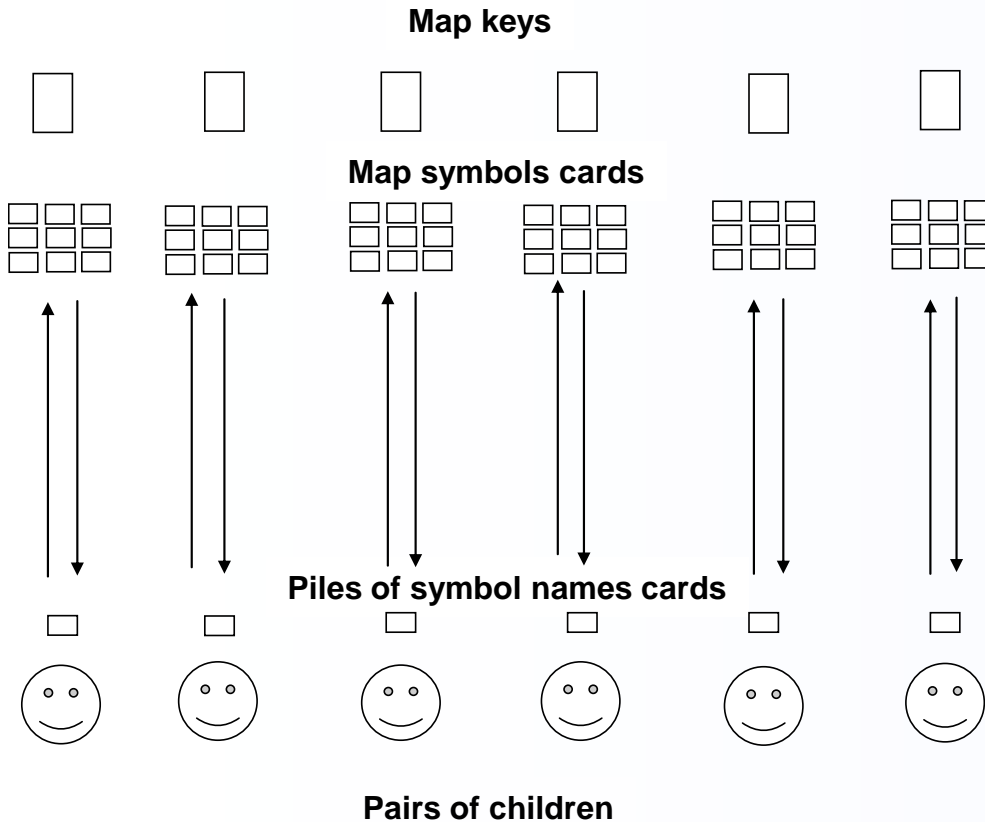 Map keys
Map symbols cards
Piles of symbol names cards
Pairs of children